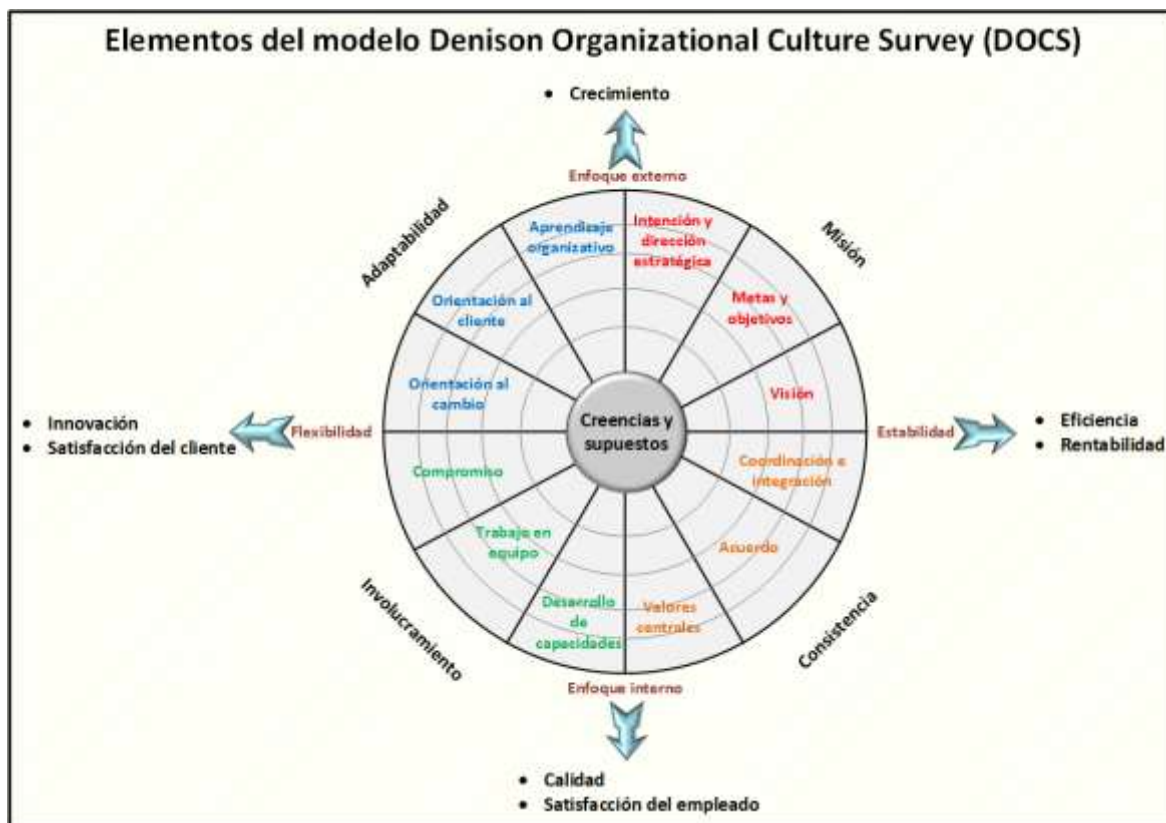 Elementos del modelo Denison Organizational Culture Survey (DOCS)
• Crecimiento
Enfoque externo
Adaptabilidad
Misión
Aprendizaje
organizativo
Intención y
dirección
estratégica
Orientación al
cliente
Metas y
objetivos
Orientación al
cambio
Visión
Creencias y
supuestos
• Innovación
• Satisfacción del cliente
Flexibilidad
Estabilidad
• Eficiencia
• Rentabilidad
Compromiso
Coordinación e
integración
Trabajo en
equipo
Acuerdo
Desarrollo
de
capacidades
Valores
centrales
Involucramiento
Consistencia
Enfoque interno
• Calidad
• Satisfacción del empleado